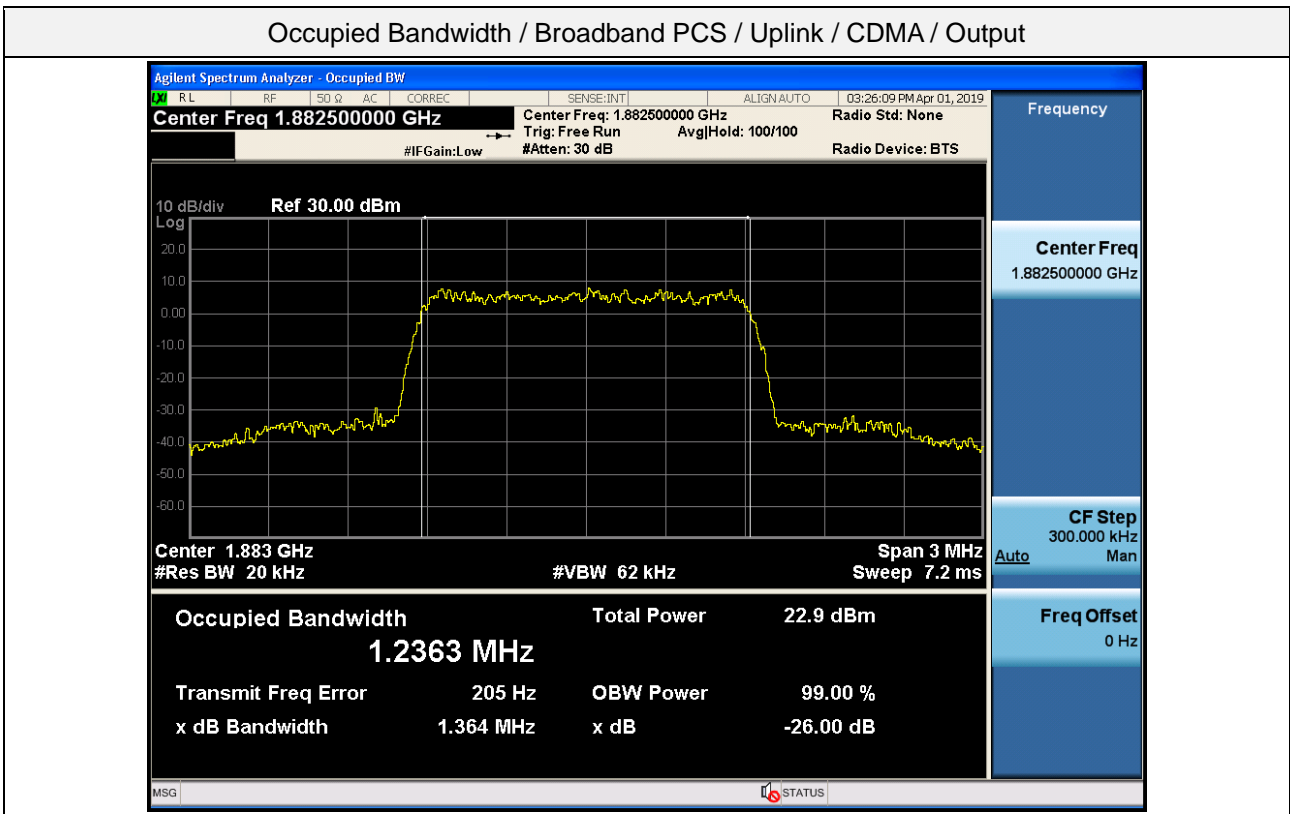 Occupied Bandwidth / Broadband PCS / Uplink / CDMA / Output
Agilent Spectrum Analyzer - Occupied BW
LXI RL RF 50 Ω AC CORREC SENSE:INT ALIGN AUTO 03:26:09 PM Apr 01, 2019
Center Freq 1.882500000 GHz
Center Freq: 1.882500000 GHz
Radio Std: None
Trig: Free Run Avg|Hold: 100/100
#IFGain:Low
#Atten: 30 dB
Radio Device: BTS
10 dB/div Ref 30.00 dBm
Log
20.0
10.0
0.00
-10.0
-20.0
-30.0
-40.0
-50.0
-60.0
Center 1.883 GHz Span 3 MHz
#Res BW 20 kHz #VBW 62 kHz Sweep 7.2 ms
Occupied Bandwidth Total Power 22.9 dBm
1.2363 MHz
Transmit Freq Error 205 Hz OBW Power 99.00 %
x dB Bandwidth 1.364 MHz x dB -26.00 dB
MSG STATUS
Frequency
Center Freq
1.882500000 GHz
CF Step
300.000 kHz
Auto Man
Freq Offset
0 Hz